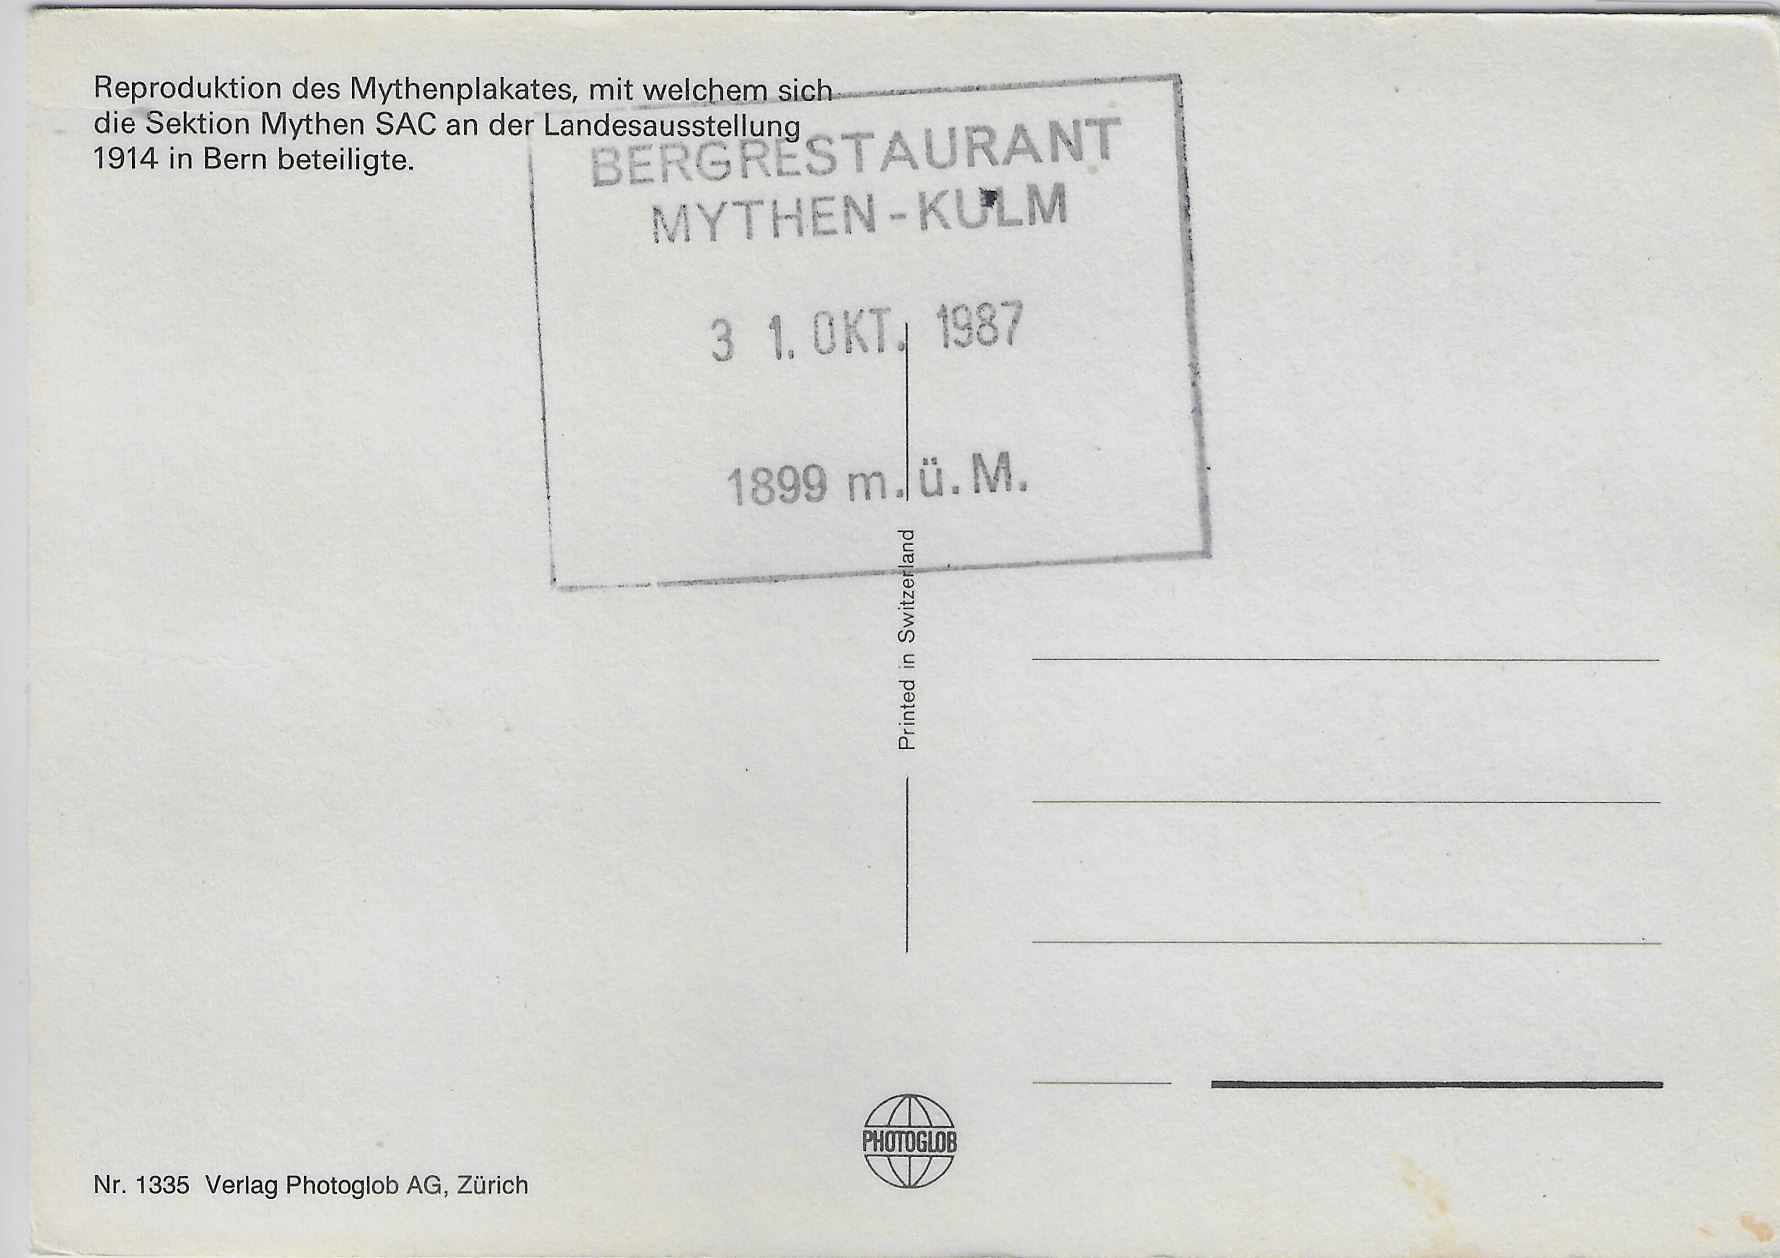 Reproduktion des Mythenplakates, mit welchem sich
die Sektion Mythen SAC an der Landesausstellung
1914 in Bern beteiligte.
BERGRESTAURANT
MYTHEN-KULM
31. OKT. 1987
1899 m.ü.M.
Printed in Switzerland
PHOTOGLOB
Nr. 1335 Verlag Photoglob AG, Zürich